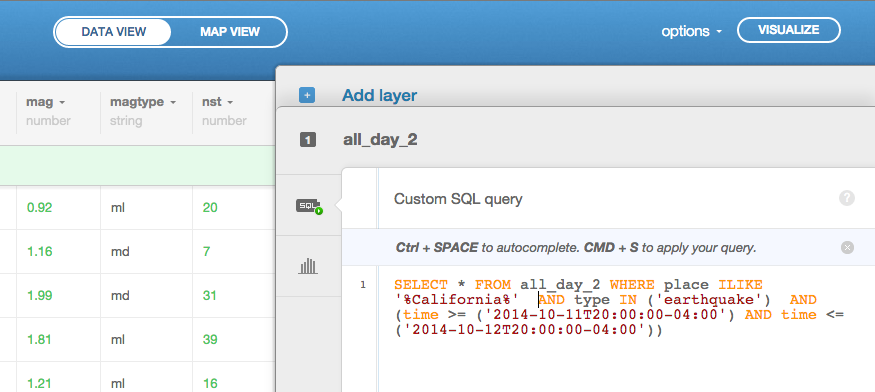 DATA VIEW MAP VIEW options VISUALIZE
Add layer
mag magtype nst
number string number
1 all_day_2
SQL Custom SQL query ?
0.92 ml 20
Ctrl + SPACE to autocomplete. CMD + S to apply your query.
1.16 md 7
1 SELECT * FROM all_day_2 WHERE place ILIKE
1.99 md 31
'%California%' AND type IN ('earthquake') AND
(time >= ('2014-10-11T20:00:00-04:00') AND time <=
('2014-10-12T20:00:00-04:00'))
1.81 ml 39
1.21 ml 16